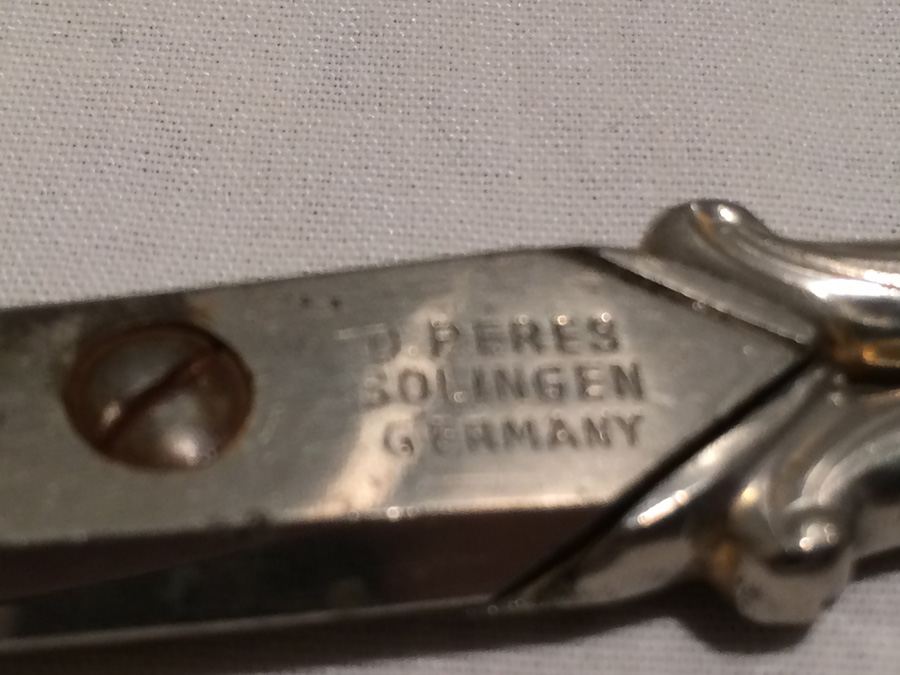 D. PERES
SOLINGEN
GERMANY